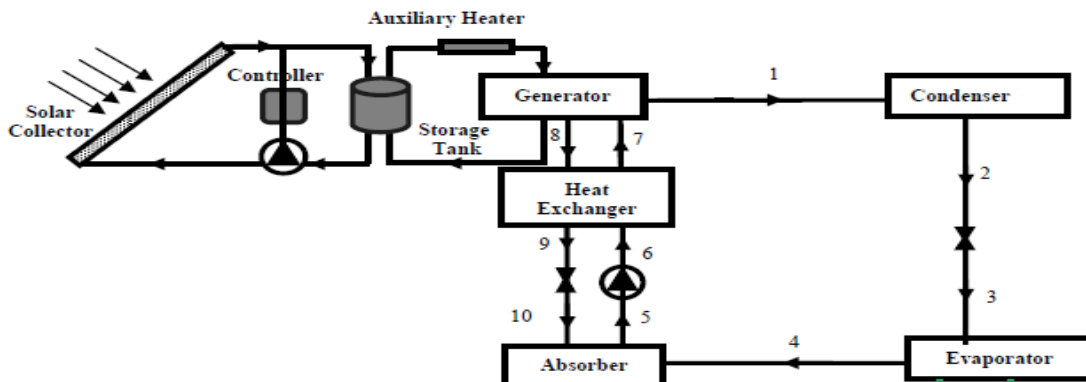 Auxiliary Heater
1
Controller
Generator
Condenser
Solar
Collector
Storage
Tank
8
7
2
Heat
Exchanger
9
6
3
10
5
4
Absorber
Evaporator